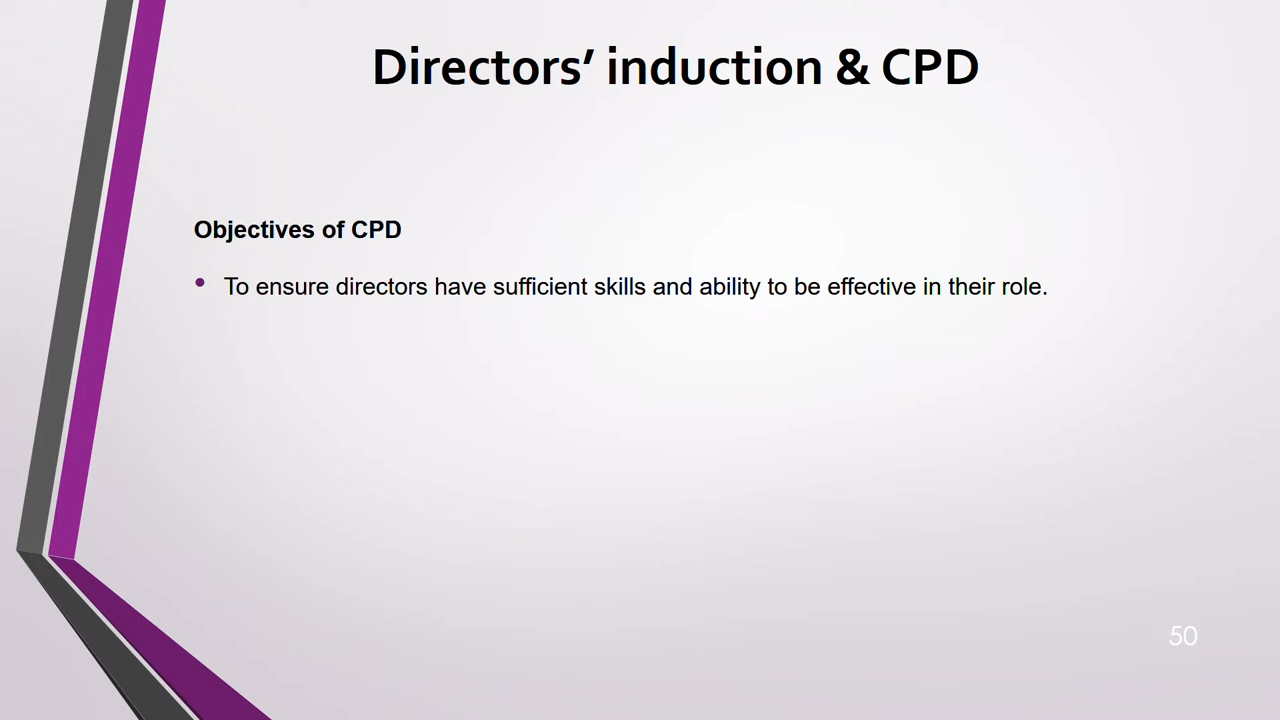 Directors’ induction & CPD
Objectives of CPD
• To ensure directors have sufficient skills and ability to be effective in their role.
50